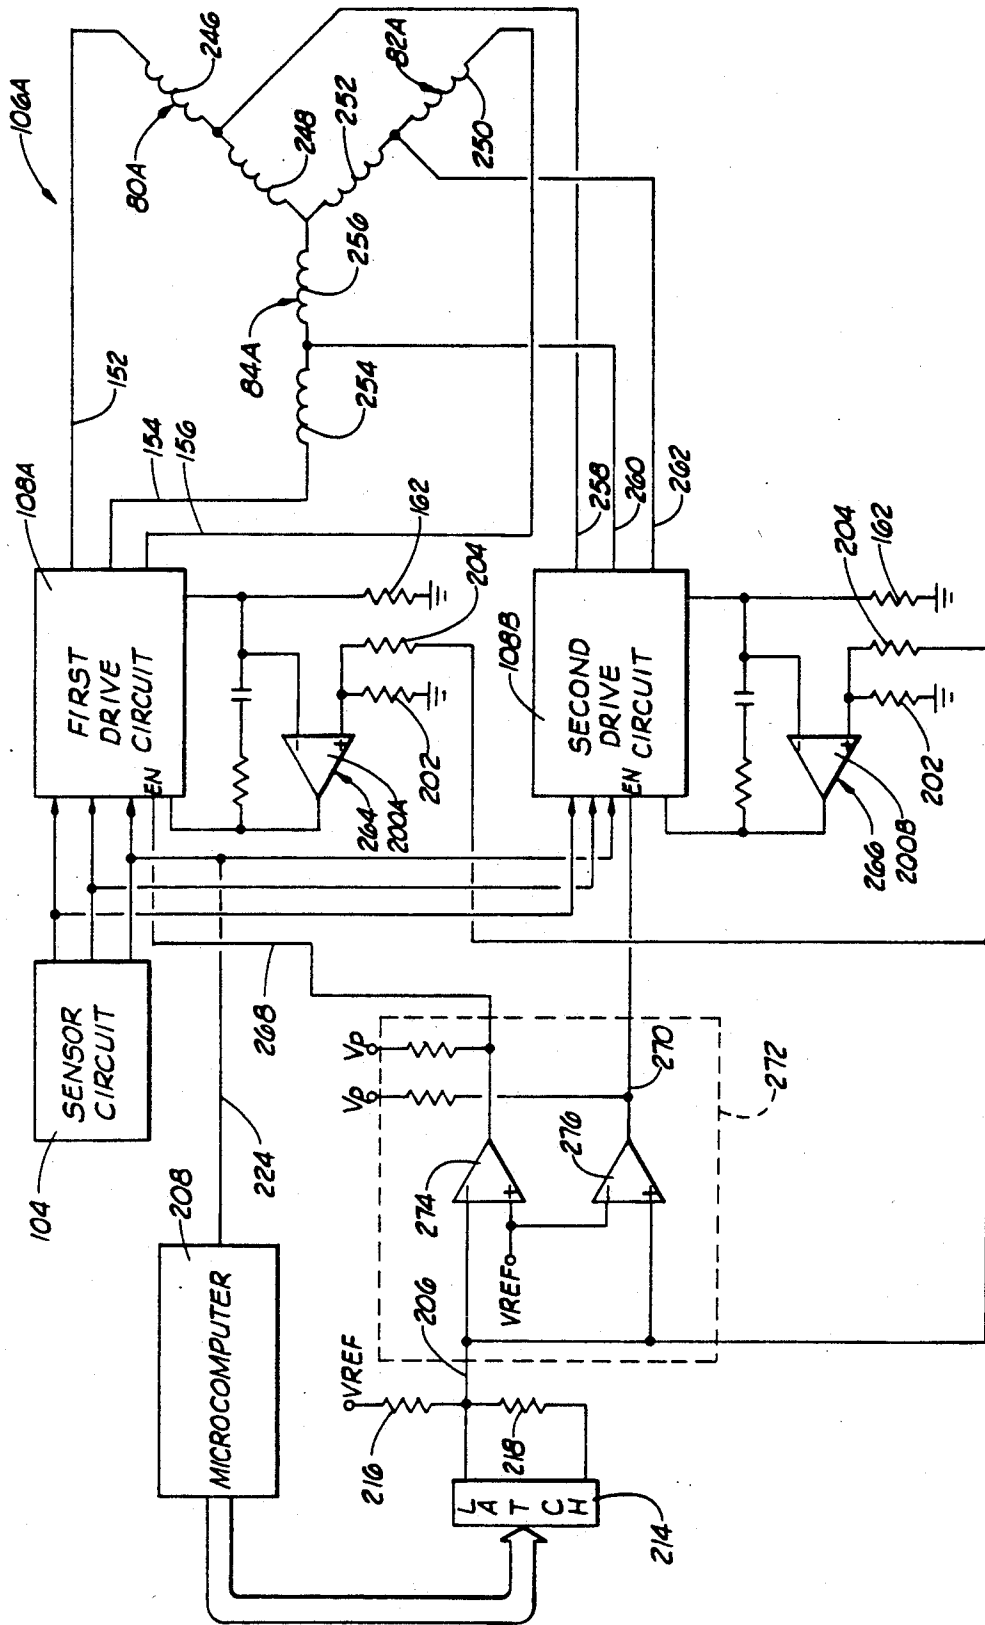 106A
246
80A
248
252
82A
250
256
84A
254
152
154
156
108A
FIRST
DRIVE
CIRCUIT
EN
162
204
202
264
200A
258
260
262
108B
SECOND
DRIVE
CIRCUIT
EN
162
204
202
266
200B
SENSOR
CIRCUIT
104
268
224
208
MICROCOMPUTER
VP
VP
270
272
274
-
+
276
-
+
VREF
206
VREF
216
218
LATCH
214
-
+
-
+